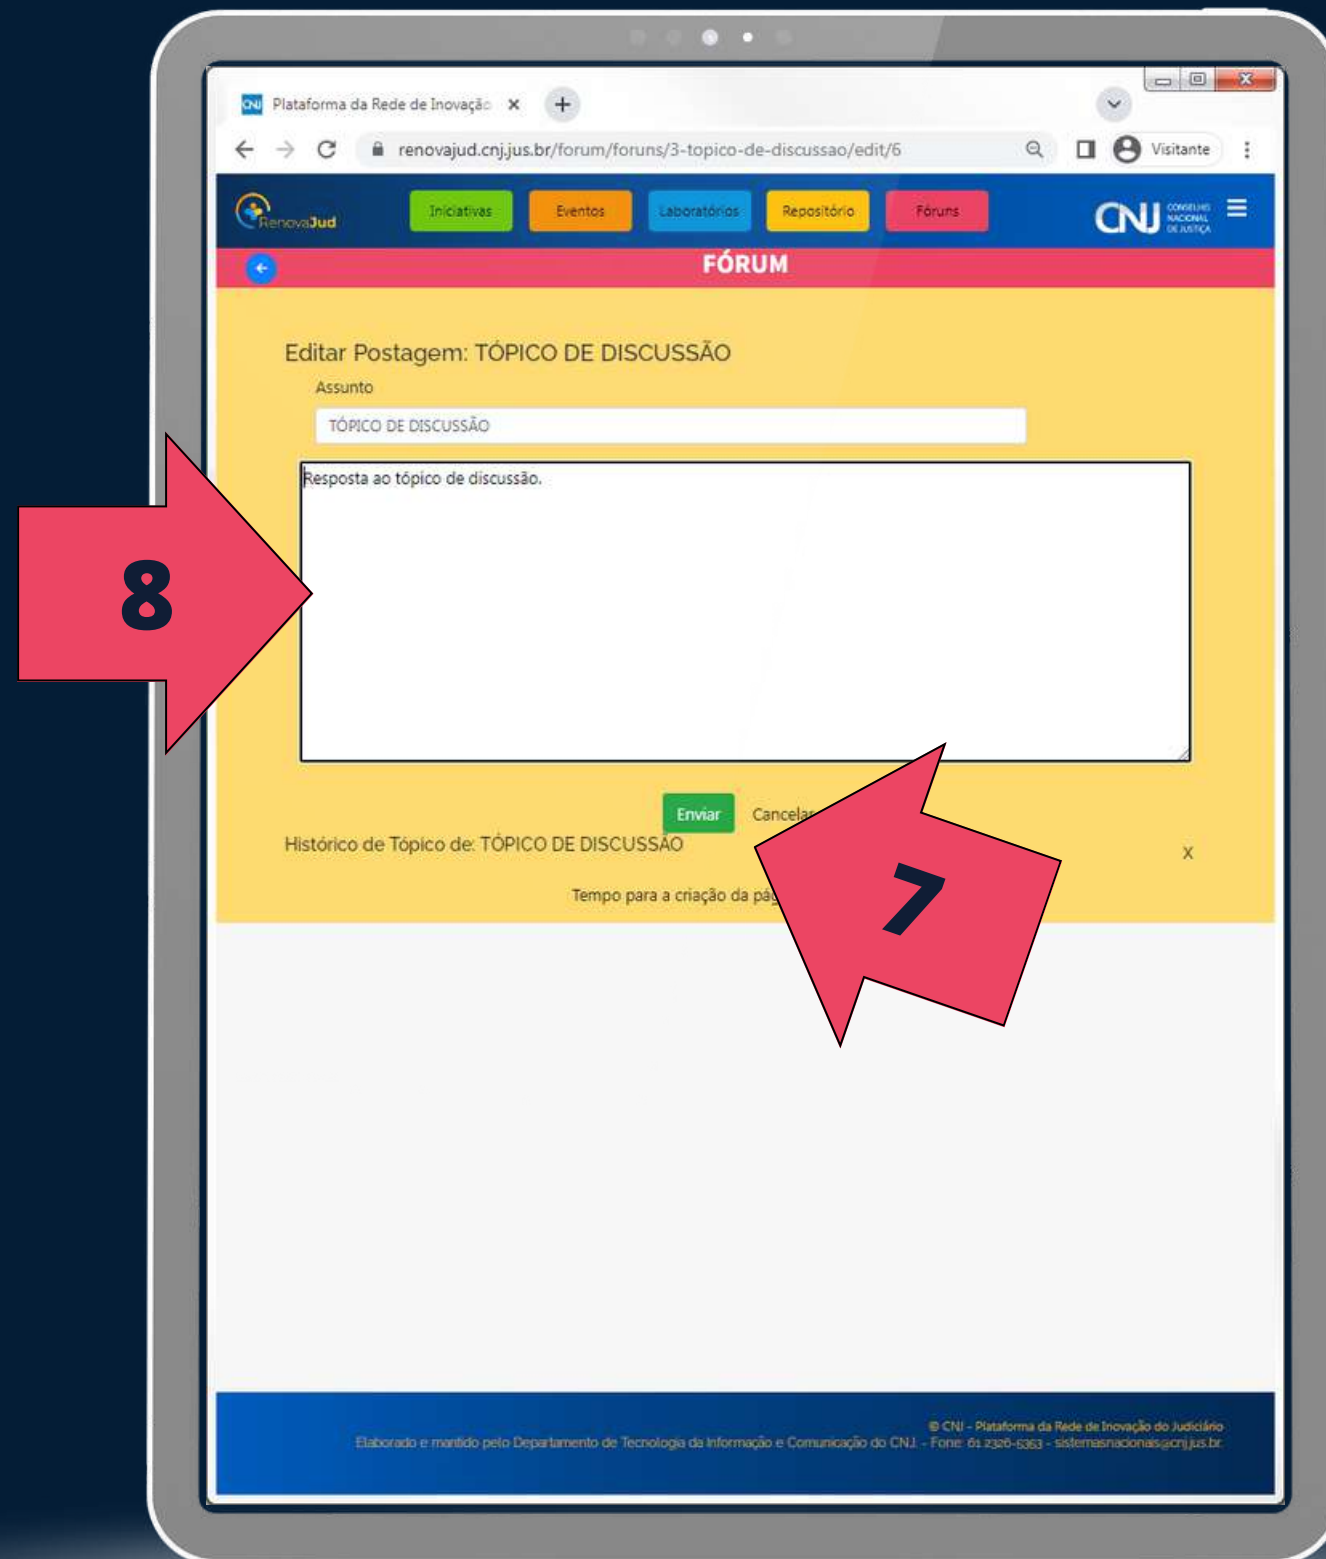 CNJ Plataforma da Rede de Inovação
renovajud.cnj.jus.br/forum/foruns/3-topico-de-discussao/edit/6 Visitante
RenovaJud Iniciativas Eventos Laboratórios Repositório Fóruns CNJ CONSELHO
NACIONAL
DE JUSTIÇA
FÓRUM
Editar Postagem: TÓPICO DE DISCUSSÃO
Assunto
TÓPICO DE DISCUSSÃO
Resposta ao tópico de discussão.
8
Enviar Cancelar
Histórico de Tópico de: TÓPICO DE DISCUSSÃO X
7
Tempo para a criação da
© CNJ - Plataforma da Rede de Inovação do Judiciário
Elaborado e mantido pelo Departamento de Tecnologia da Informação e Comunicação do CNJ. - Fone: 61 2326-5353 - sistemasnacionais@cnj.jus.br.